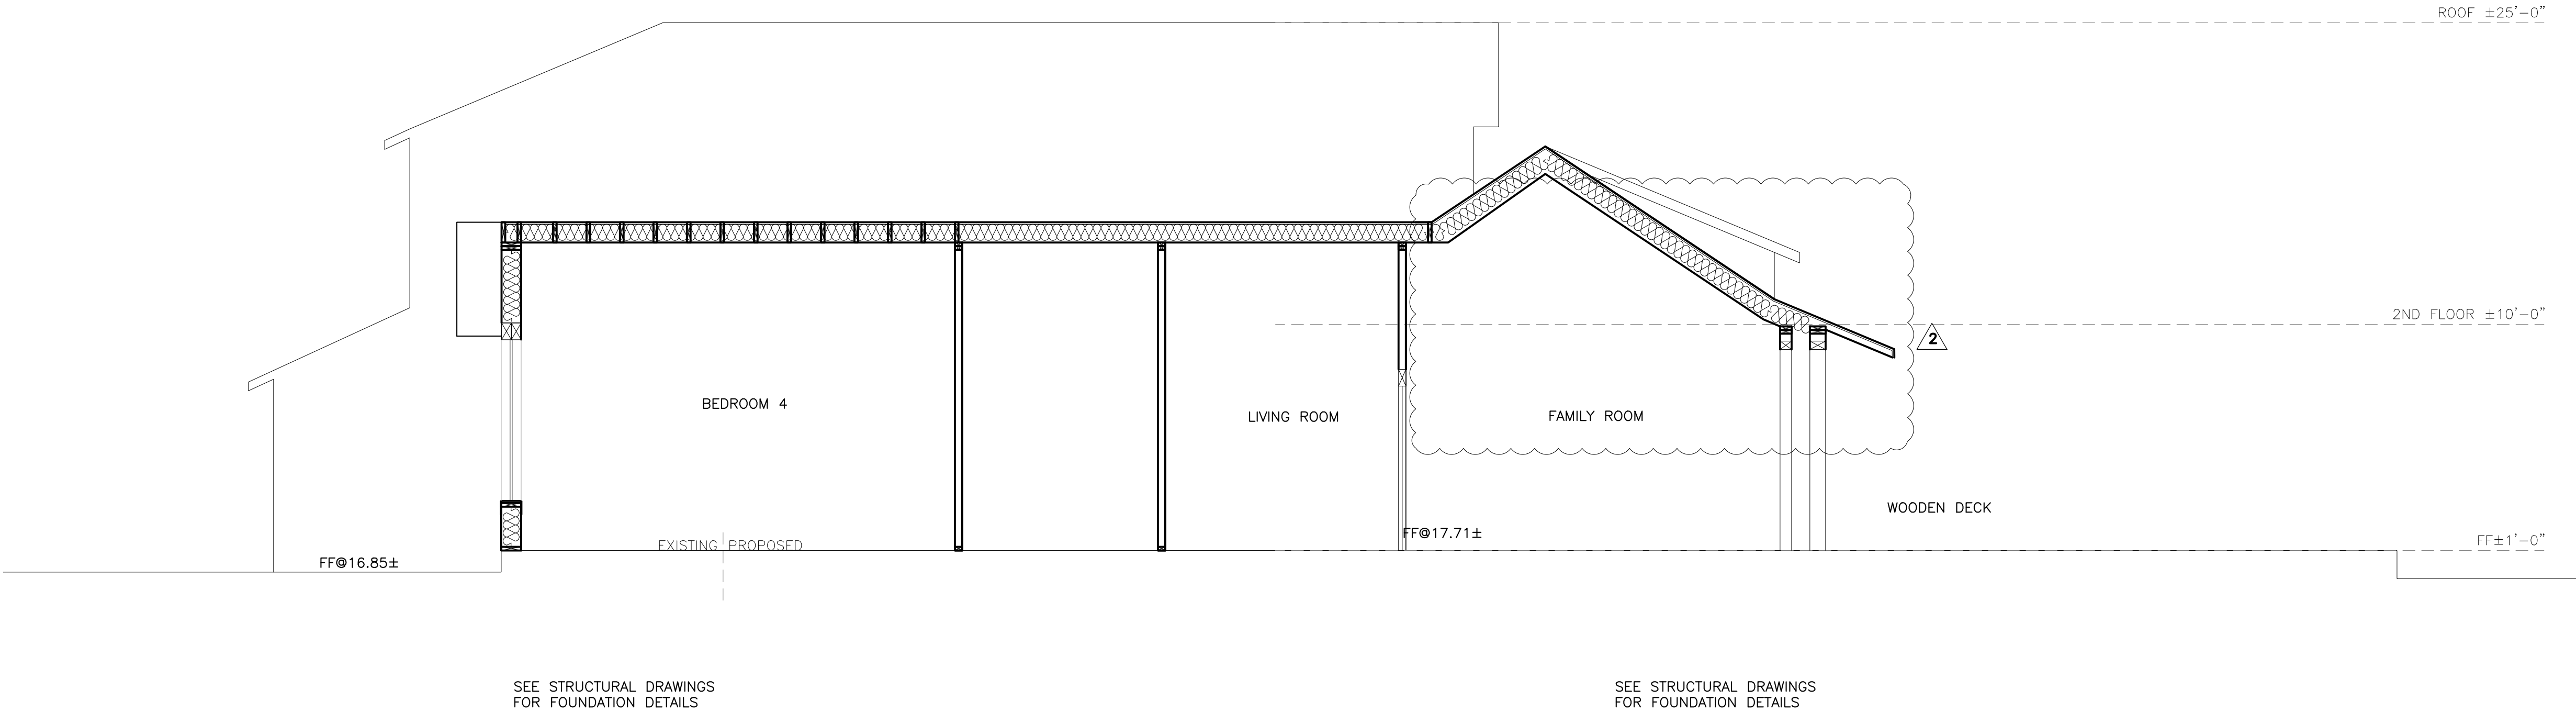 ROOF ±25'-0"
2ND FLOOR ±10'-0"
2
BEDROOM 4
LIVING ROOM
FAMILY ROOM
WOODEN DECK
FF@17.71±
FF±1'-0"
EXISTING PROPOSED
FF@16.85±
SEE STRUCTURAL DRAWINGS
FOR FOUNDATION DETAILS
SEE STRUCTURAL DRAWINGS
FOR FOUNDATION DETAILS